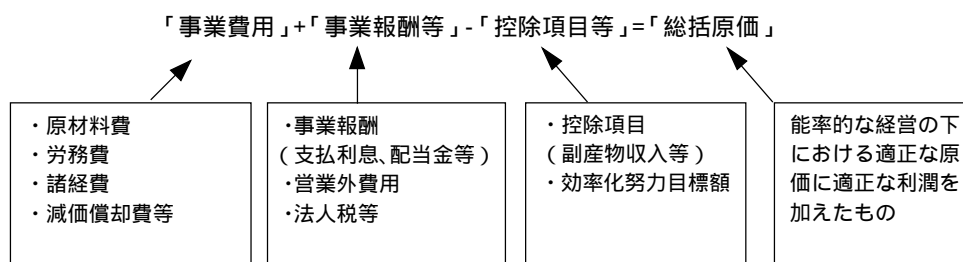 「事業費用」+「事業報酬等」-「控除項目等」=「総括原価」
・原材料費
・労務費
・諸経費
・減価償却費等
・事業報酬
(支払利息、配当金等)
・営業外費用
・法人税等
・控除項目
(副産物収入等)
・効率化努力目標額
能率的な経営の下
における適正な原
価に適正な利潤を
加えたもの